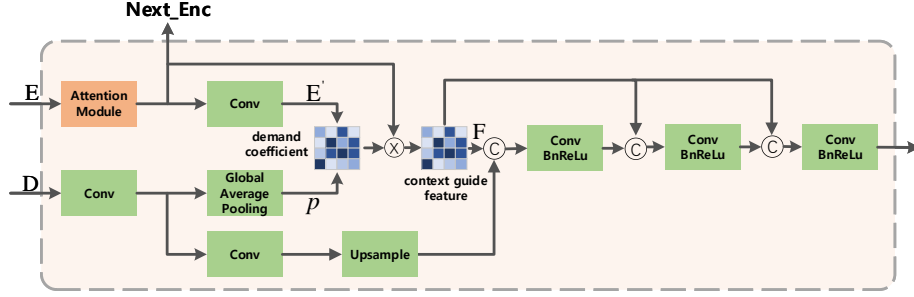 Next_Enc
E
Attention
Module
Conv
E'
demand
coefficient
X
F
context guide
feature
C
Conv
BnReLu
C
Conv
BnReLu
C
Conv
BnReLu
D
Conv
Global
Average
Pooling
p
Conv
Upsample